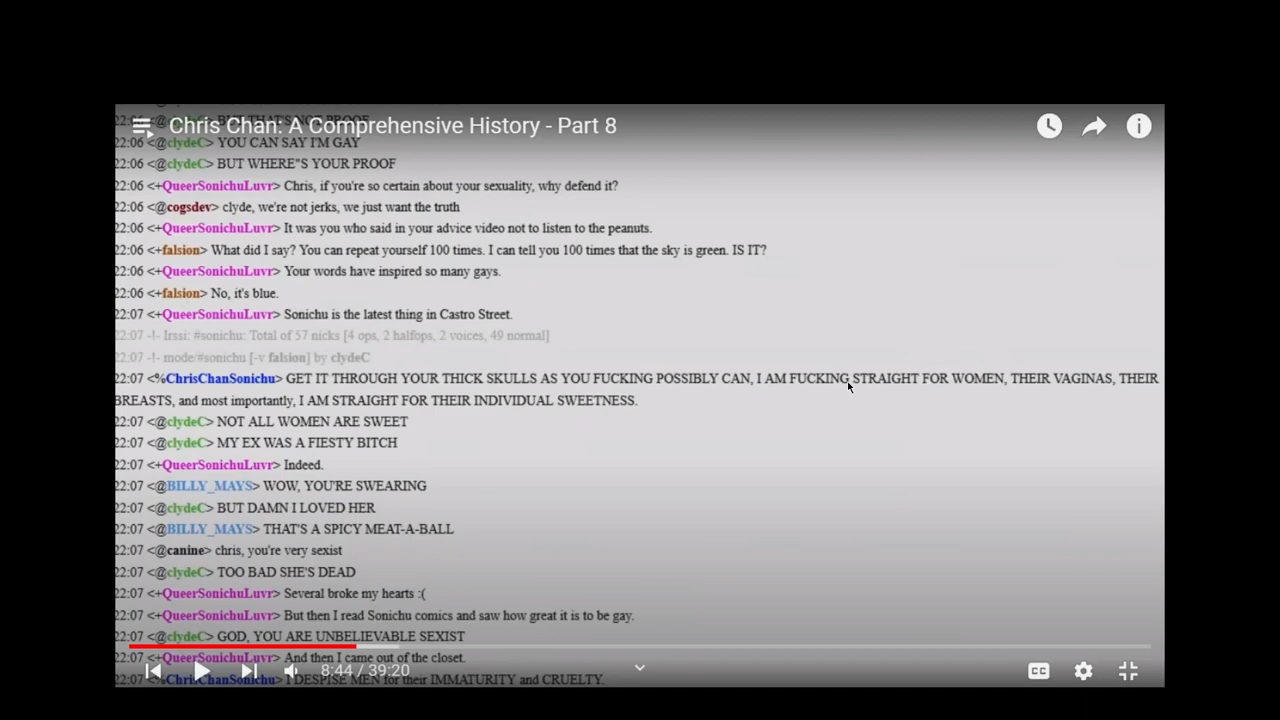 22:06 <@clydeC> BUT THAT'S NOT PROOF
Chris Chan: A Comprehensive History - Part 8
22:06 <@clydeC> YOU CAN SAY I'M GAY
22:06 <@clydeC> BUT WHERE"S YOUR PROOF
22:06 <+QueerSonichuLuvr> Chris, if you're so certain about your sexuality, why defend it?
22:06 <@cogsdev> clyde, we're not jerks, we just want the truth
22:06 <+QueerSonichuLuvr> It was you who said in your advice video not to listen to the peanuts.
22:06 <+falsion> What did I say? You can repeat yourself 100 times. I can tell you 100 times that the sky is green. IS IT?
22:06 <+QueerSonichuLuvr> Your words have inspired so many gays.
22:06 <+falsion> No, it's blue.
22:07 <+QueerSonichuLuvr> Sonichu is the latest thing in Castro Street.
22:07 -!- Irssi: #sonichu: Total of 57 nicks [4 ops, 2 halfops, 2 voices, 49 normal]
22:07 -!- mode/#sonichu [-v falsion] by clydeC
22:07 <%ChrisChanSonichu> GET IT THROUGH YOUR THICK SKULLS AS YOU FUCKING POSSIBLY CAN, I AM FUCKING STRAIGHT FOR WOMEN, THEIR VAGINAS, THEIR
BREASTS, and most importantly, I AM STRAIGHT FOR THEIR INDIVIDUAL SWEETNESS.
22:07 <@clydeC> NOT ALL WOMEN ARE SWEET
22:07 <@clydeC> MY EX WAS A FIESTY BITCH
22:07 <+QueerSonichuLuvr> Indeed.
22:07 <@BILLY_MAYS> WOW, YOU'RE SWEARING
22:07 <@clydeC> BUT DAMN I LOVED HER
22:07 <@BILLY_MAYS> THAT'S A SPICY MEAT-A-BALL
22:07 <@canine> chris, you're very sexist
22:07 <@clydeC> TOO BAD SHE'S DEAD
22:07 <+QueerSonichuLuvr> Several broke my hearts :(
22:07 <+QueerSonichuLuvr> But then I read Sonichu comics and saw how great it is to be gay.
22:07 <@clydeC> GOD, YOU ARE UNBELIEVABLE SEXIST
22:07 <+QueerSonichuLuvr> And then I came out of the closet.
8:44 / 39:20
CC
22:07 <%ChrisChanSonichu> I DESPISE MEN for their IMMATURITY and CRUELTY.